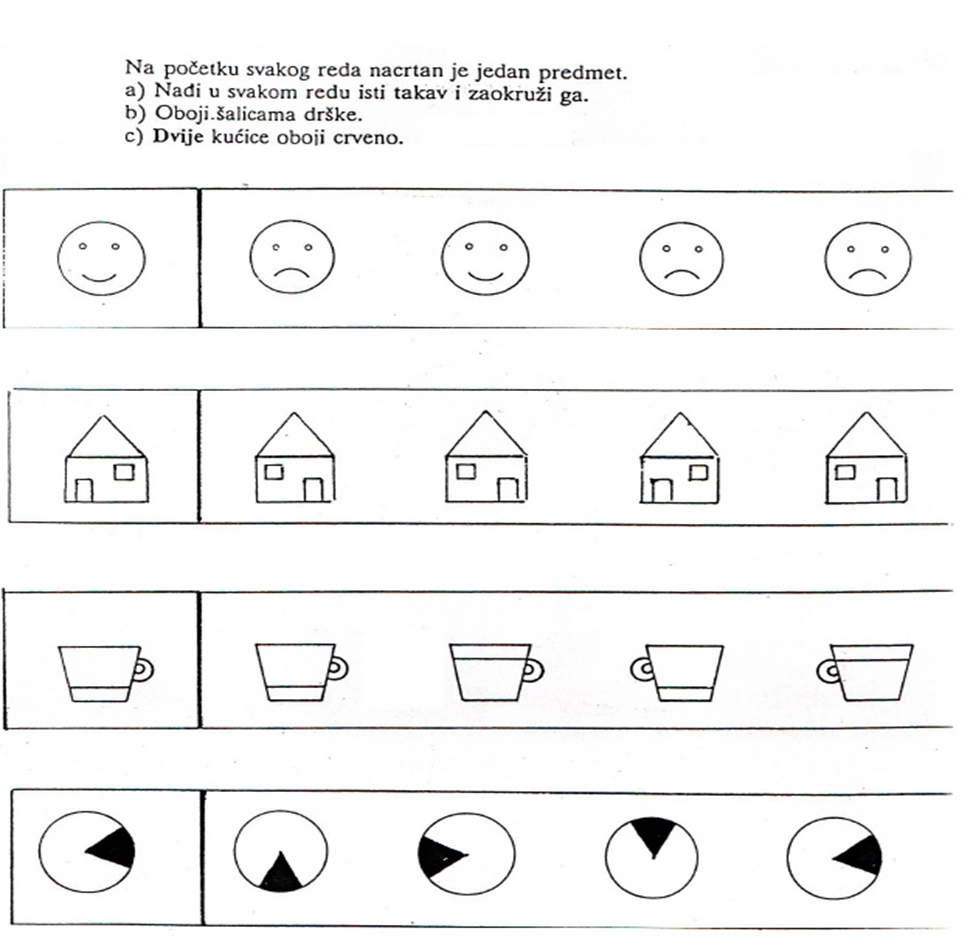 Na početku svakog reda nacrtan je jedan predmet.
a) Nađi u svakom redu isti takav i zaokruži ga.
b) Oboji.šalicama drške.
c) Dvije kućice oboji crveno.